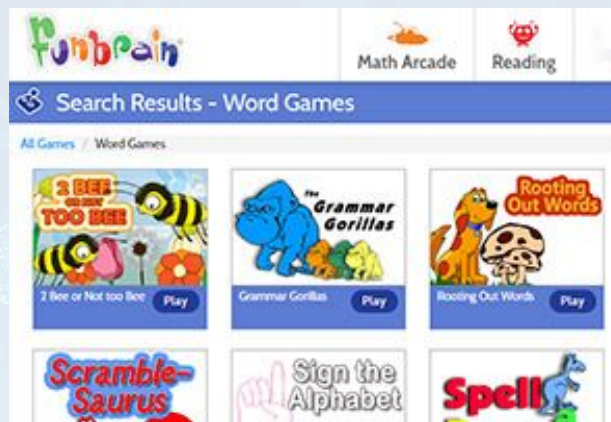 funbrain
Math Arcade
Reading
Search Results - Word Games
All Games / Word Games
2 BEE
OR NOT
TOO BEE
The
Grammar
Gorillas
Rooting
Out Words
2 Bee or Not too Bee
Play
Grammar Gorillas
Play
Rooting Out Words
Play
Scramble-
Saurus
Sign the
Alphabet
Spell